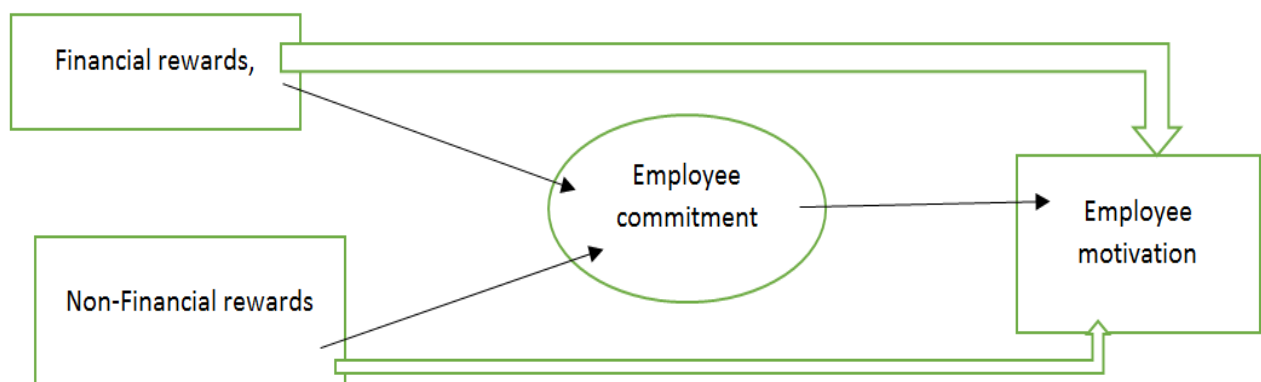 Financial rewards,
Employee
commitment
Employee
motivation
Non-Financial rewards